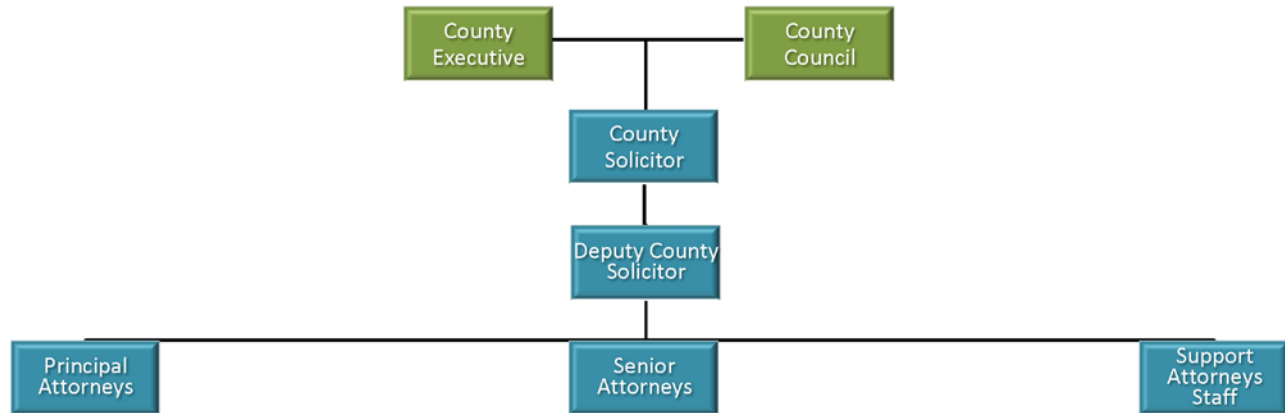 County
Executive
County
Council
County
Solicitor
Deputy County
Solicitor
Principal
Attorneys
Senior
Attorneys
Support
Attorneys
Staff